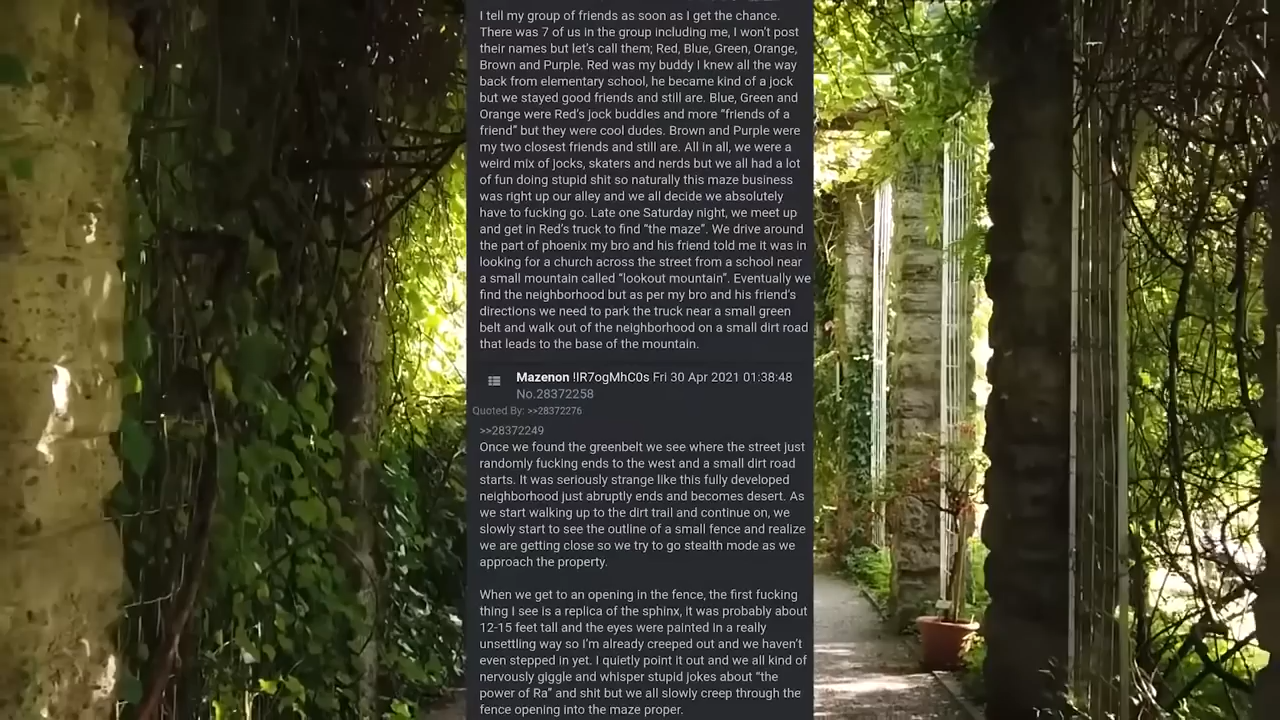 I tell my group of friends as soon as I get the chance.
There was 7 of us in the group including me, I won't post
their names but let's call them; Red, Blue, Green, Orange,
Brown and Purple. Red was my buddy I knew all the way
back from elementary school, he became kind of a jock
but we stayed good friends and still are. Blue, Green and
Orange were Red's jock buddies and more “friends of a
friend” but they were cool dudes. Brown and Purple were
my two closest friends and still are. All in all, we were a
weird mix of jocks, skaters and nerds but we all had a lot
of fun doing stupid shit so naturally this maze business
was right up our alley and we all decide we absolutely
have to fucking go. Late one Saturday night, we meet up
and get in Red's truck to find “the maze”. We drive around
the part of phoenix my bro and his friend told me it was in
looking for a church across the street from a school near
a small mountain called “lookout mountain”. Eventually we
find the neighborhood but as per my bro and his friend's
directions we need to park the truck near a small green
belt and walk out of the neighborhood on a small dirt road
that leads to the base of the mountain.
Mazenon !lR7ogMhC0s Fri 30 Apr 2021 01:38:48
No.28372258
Quoted By: >>28372276
>>28372249
Once we found the greenbelt we see where the street just
randomly fucking ends to the west and a small dirt road
starts. It was seriously strange like this fully developed
neighborhood just abruptly ends and becomes desert. As
we start walking up to the dirt trail and continue on, we
slowly start to see the outline of a small fence and realize
we are getting close so we try to go stealth mode as we
approach the property.
When we get to an opening in the fence, the first fucking
thing I see is a replica of the sphinx, it was probably about
12-15 feet tall and the eyes were painted in a really
unsettling way so I'm already creeped out and we haven't
even stepped in yet. I quietly point it out and we all kind of
nervously giggle and whisper stupid jokes about “the
power of Ra” and shit but we all slowly creep through the
fence opening into the maze proper.